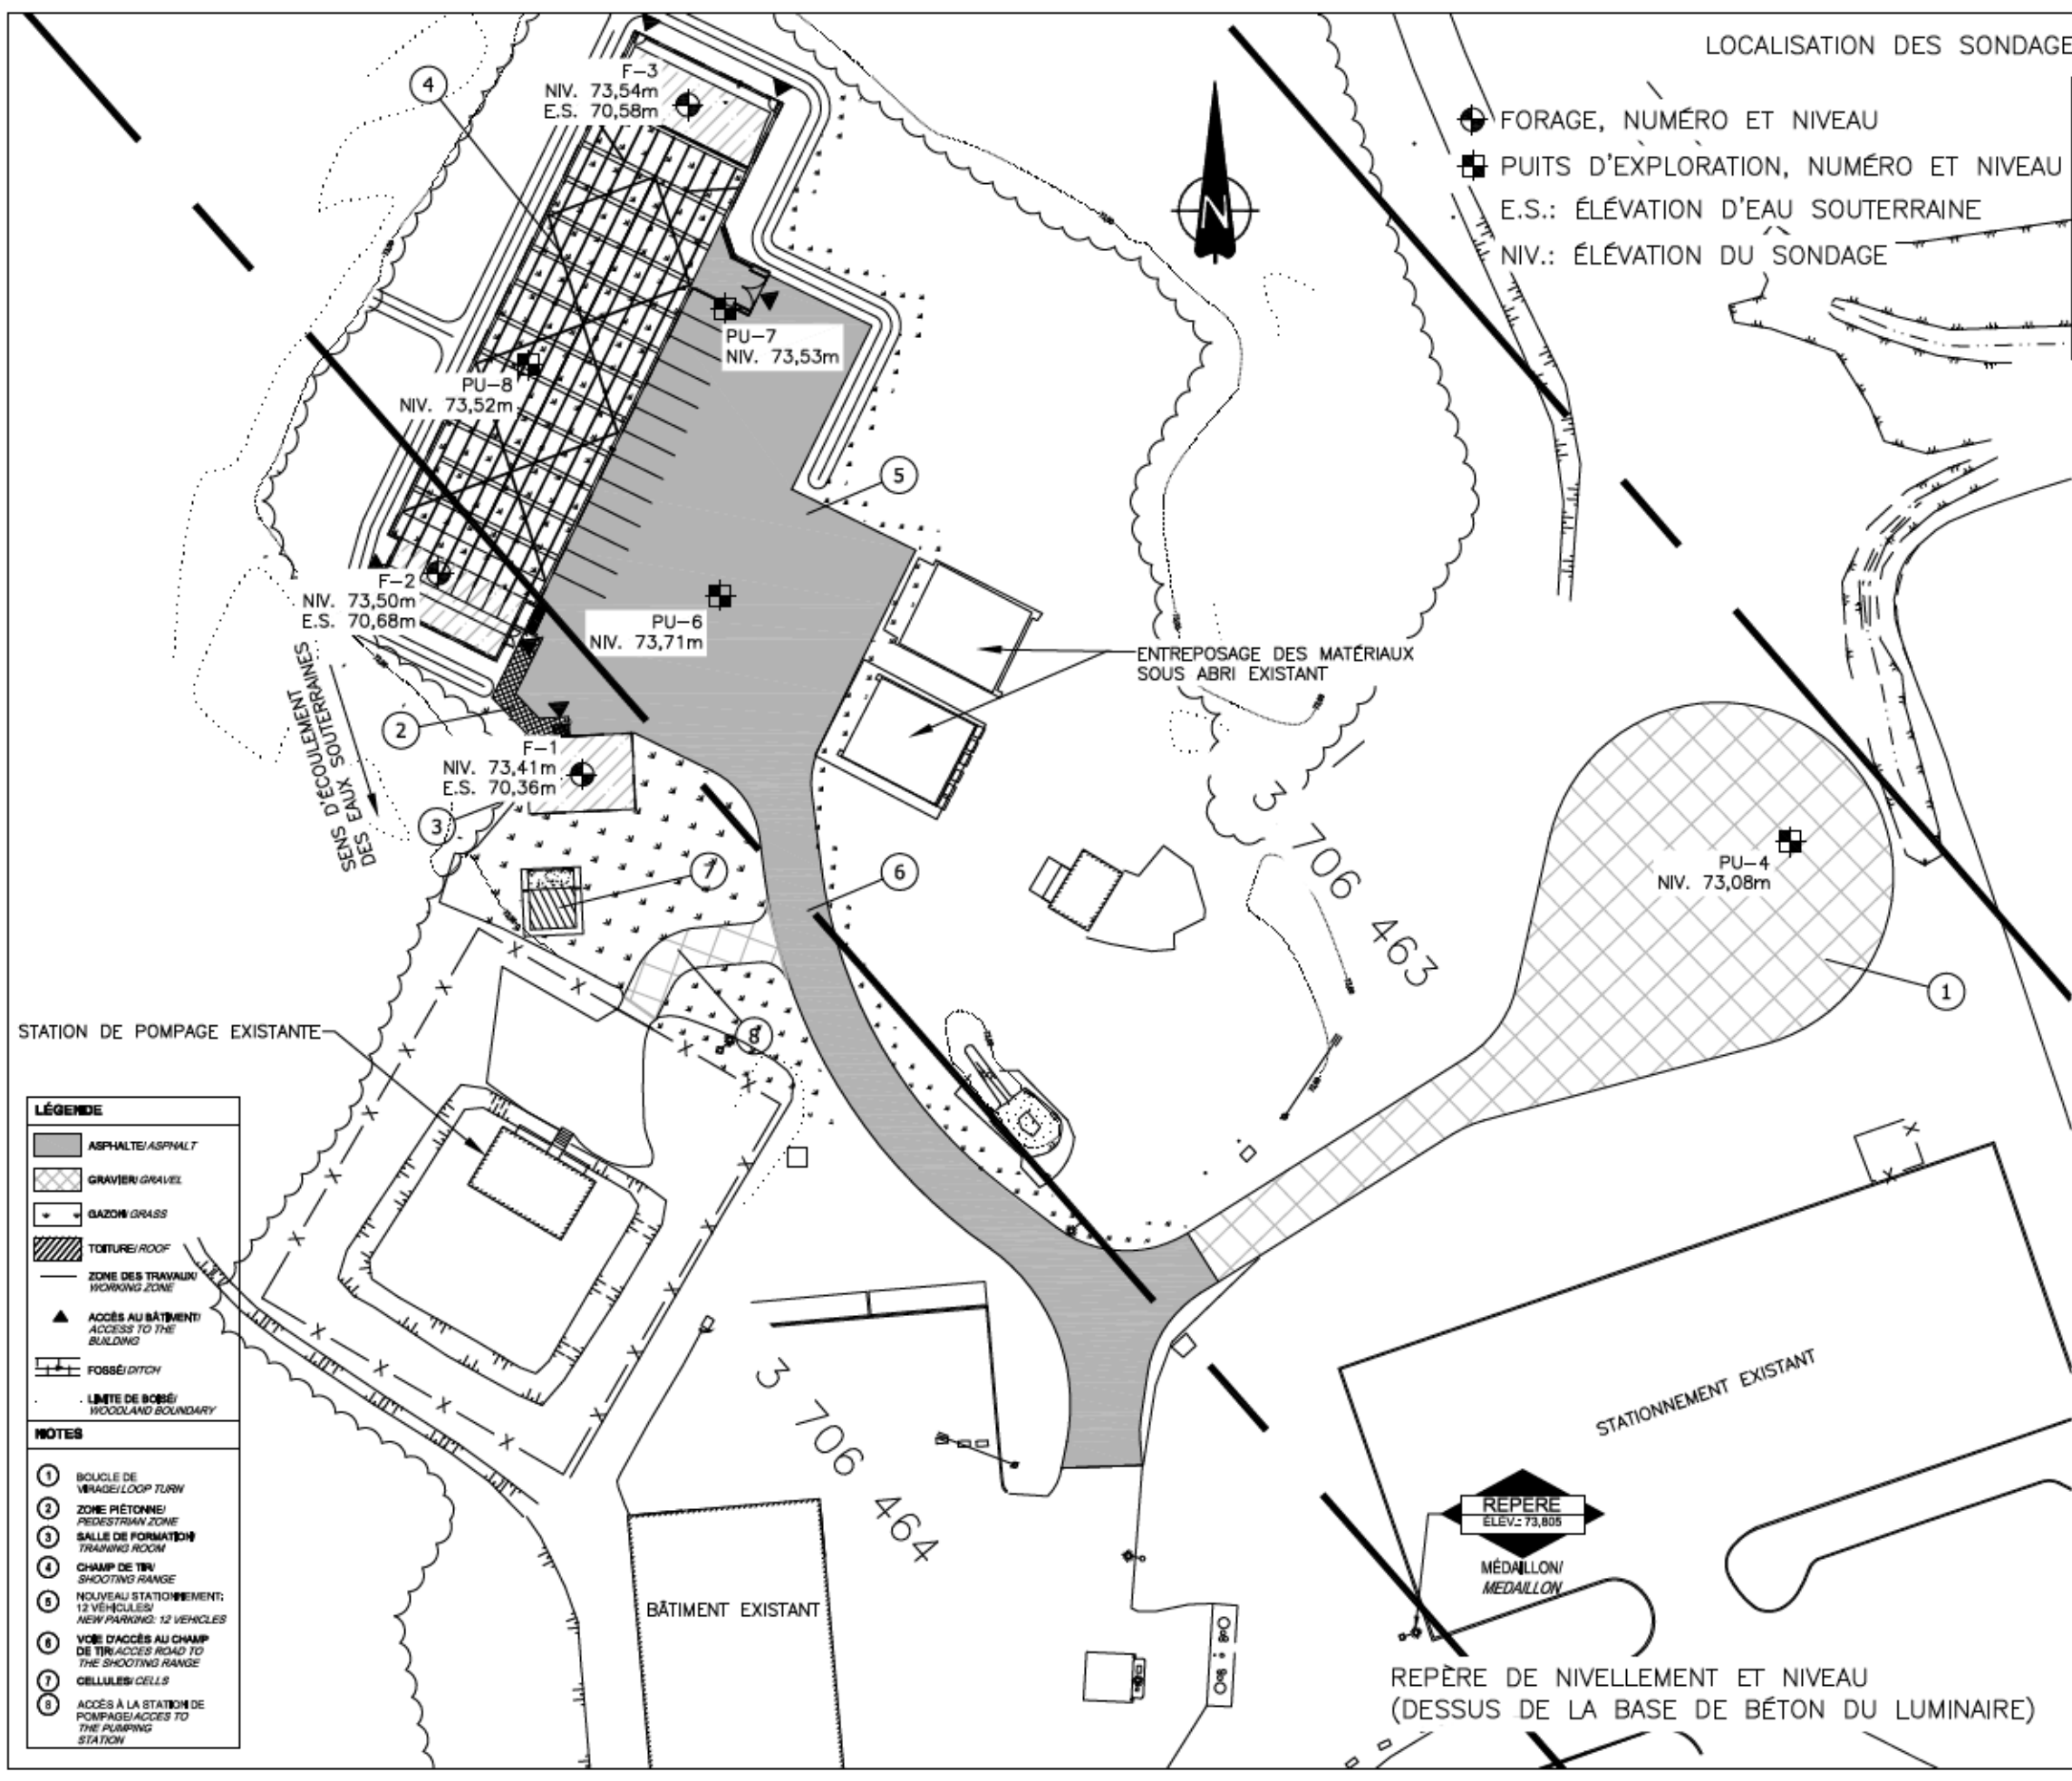 LOCALISATION DES SONDAGE
FORAGE, NUMÉRO ET NIVEAU
PUITS D'EXPLORATION, NUMÉRO ET NIVEAU
E.S.: ÉLÉVATION D'EAU SOUTERRAINE
NIV.: ÉLÉVATION DU SONDAGE
N
4
F-3
NIV. 73,54m
E.S. 70,58m
PU-7
NIV. 73,53m
PU-8
NIV. 73,52m
5
F-2
NIV. 73,50m
E.S. 70,68m
PU-6
NIV. 73,71m
ENTREPOSAGE DES MATÉRIAUX
SOUS ABRI EXISTANT
SENS D'ÉCOULEMENT
DES EAUX SOUTERRAINES
2
F-1
NIV. 73,41m
E.S. 70,36m
3
7
6
3 706 463
PU-4
NIV. 73,08m
1
8
STATION DE POMPAGE EXISTANTE
LÉGENDE
ASPHALTE/ASPHALT
GRAVIER/GRAVEL
GAZON/GRASS
TOITURE/ROOF
ZONE DES TRAVAUX/
WORKING ZONE
ACCÈS AU BÂTIMENT/
ACCESS TO THE
BUILDING
FOSSÉ/DITCH
LIMITE DE BOISÉ/
WOODLAND BOUNDARY
NOTES
1 BOUCLE DE
VIRAGE/LOOP TURN
2 ZONE PIÉTONNE/
PEDESTRIAN ZONE
3 SALLE DE FORMATION/
TRAINING ROOM
4 CHAMP DE TIR/
SHOOTING RANGE
5 NOUVEAU STATIONNEMENT:
12 VÉHICULES/
NEW PARKING: 12 VEHICLES
6 VOIE D'ACCÈS AU CHAMP
DE TIR/ACCES ROAD TO
THE SHOOTING RANGE
7 CELLULES/CELLS
8 ACCÈS À LA STATION DE
POMPAGE/ACCES TO
THE PUMPING
STATION
3 706 464
BÂTIMENT EXISTANT
STATIONNEMENT EXISTANT
REPERE
ÉLEV.: 73,805
MÉDAILLON/
MEDAILLON
REPÈRE DE NIVELLEMENT ET NIVEAU
(DESSUS DE LA BASE DE BÉTON DU LUMINAIRE)